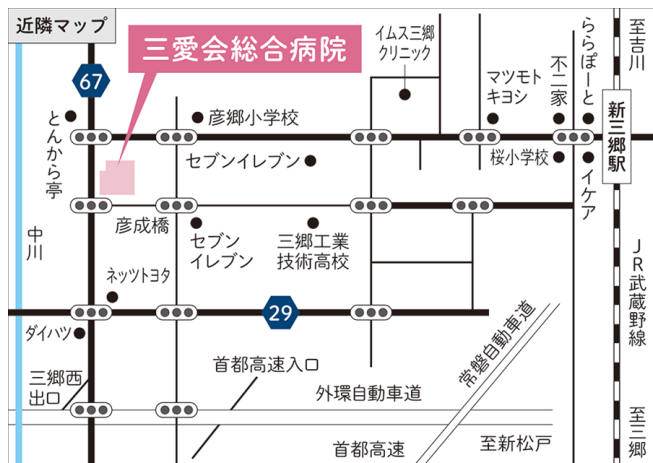 近隣マップ
三愛会総合病院
67
とんから亭
彦郷小学校
イムス三郷
クリニック
マツモト
キヨシ
不二家
ららぽーと
至吉川
新三郷駅
セブンイレブン
桜小学校
イケア
中川
彦成橋
セブン
イレブン
三郷工業
技術高校
JR武蔵野線
ネッツトヨタ
29
ダイハツ
三郷西
出口
首都高速入口
外環自動車道
常磐自動車道
首都高速
至新松戸
至三郷